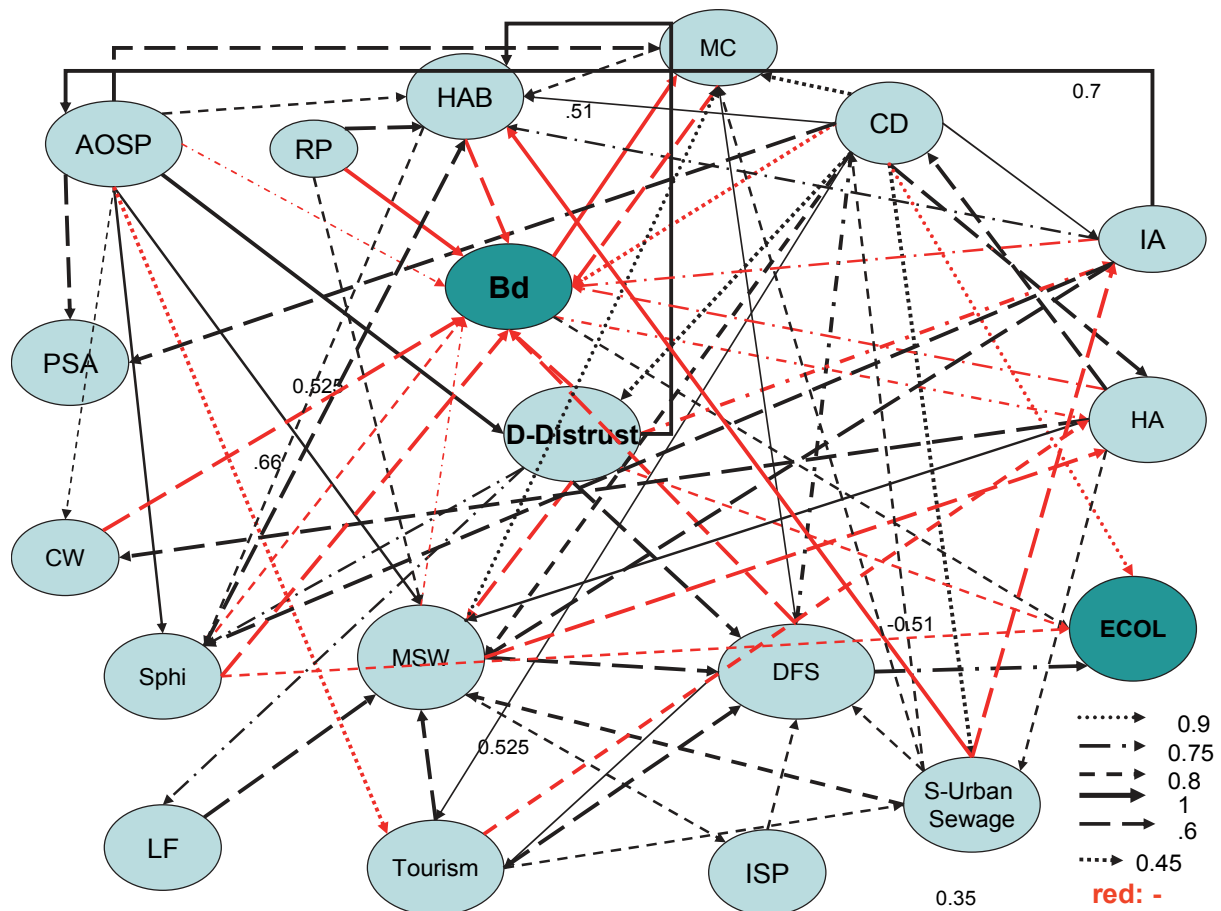 MC
0.7
HAB
.51
CD
AOSP
RP
IA
Bd
PSA
0.525
HA
D-Distrust
.66
CW
ECOL
-0.51
MSW
DFS
Sphi
0.9
0.525
0.75
0.8
S-Urban
Sewage
1
.6
LF
Tourism
ISP
0.45
0.35
red: -